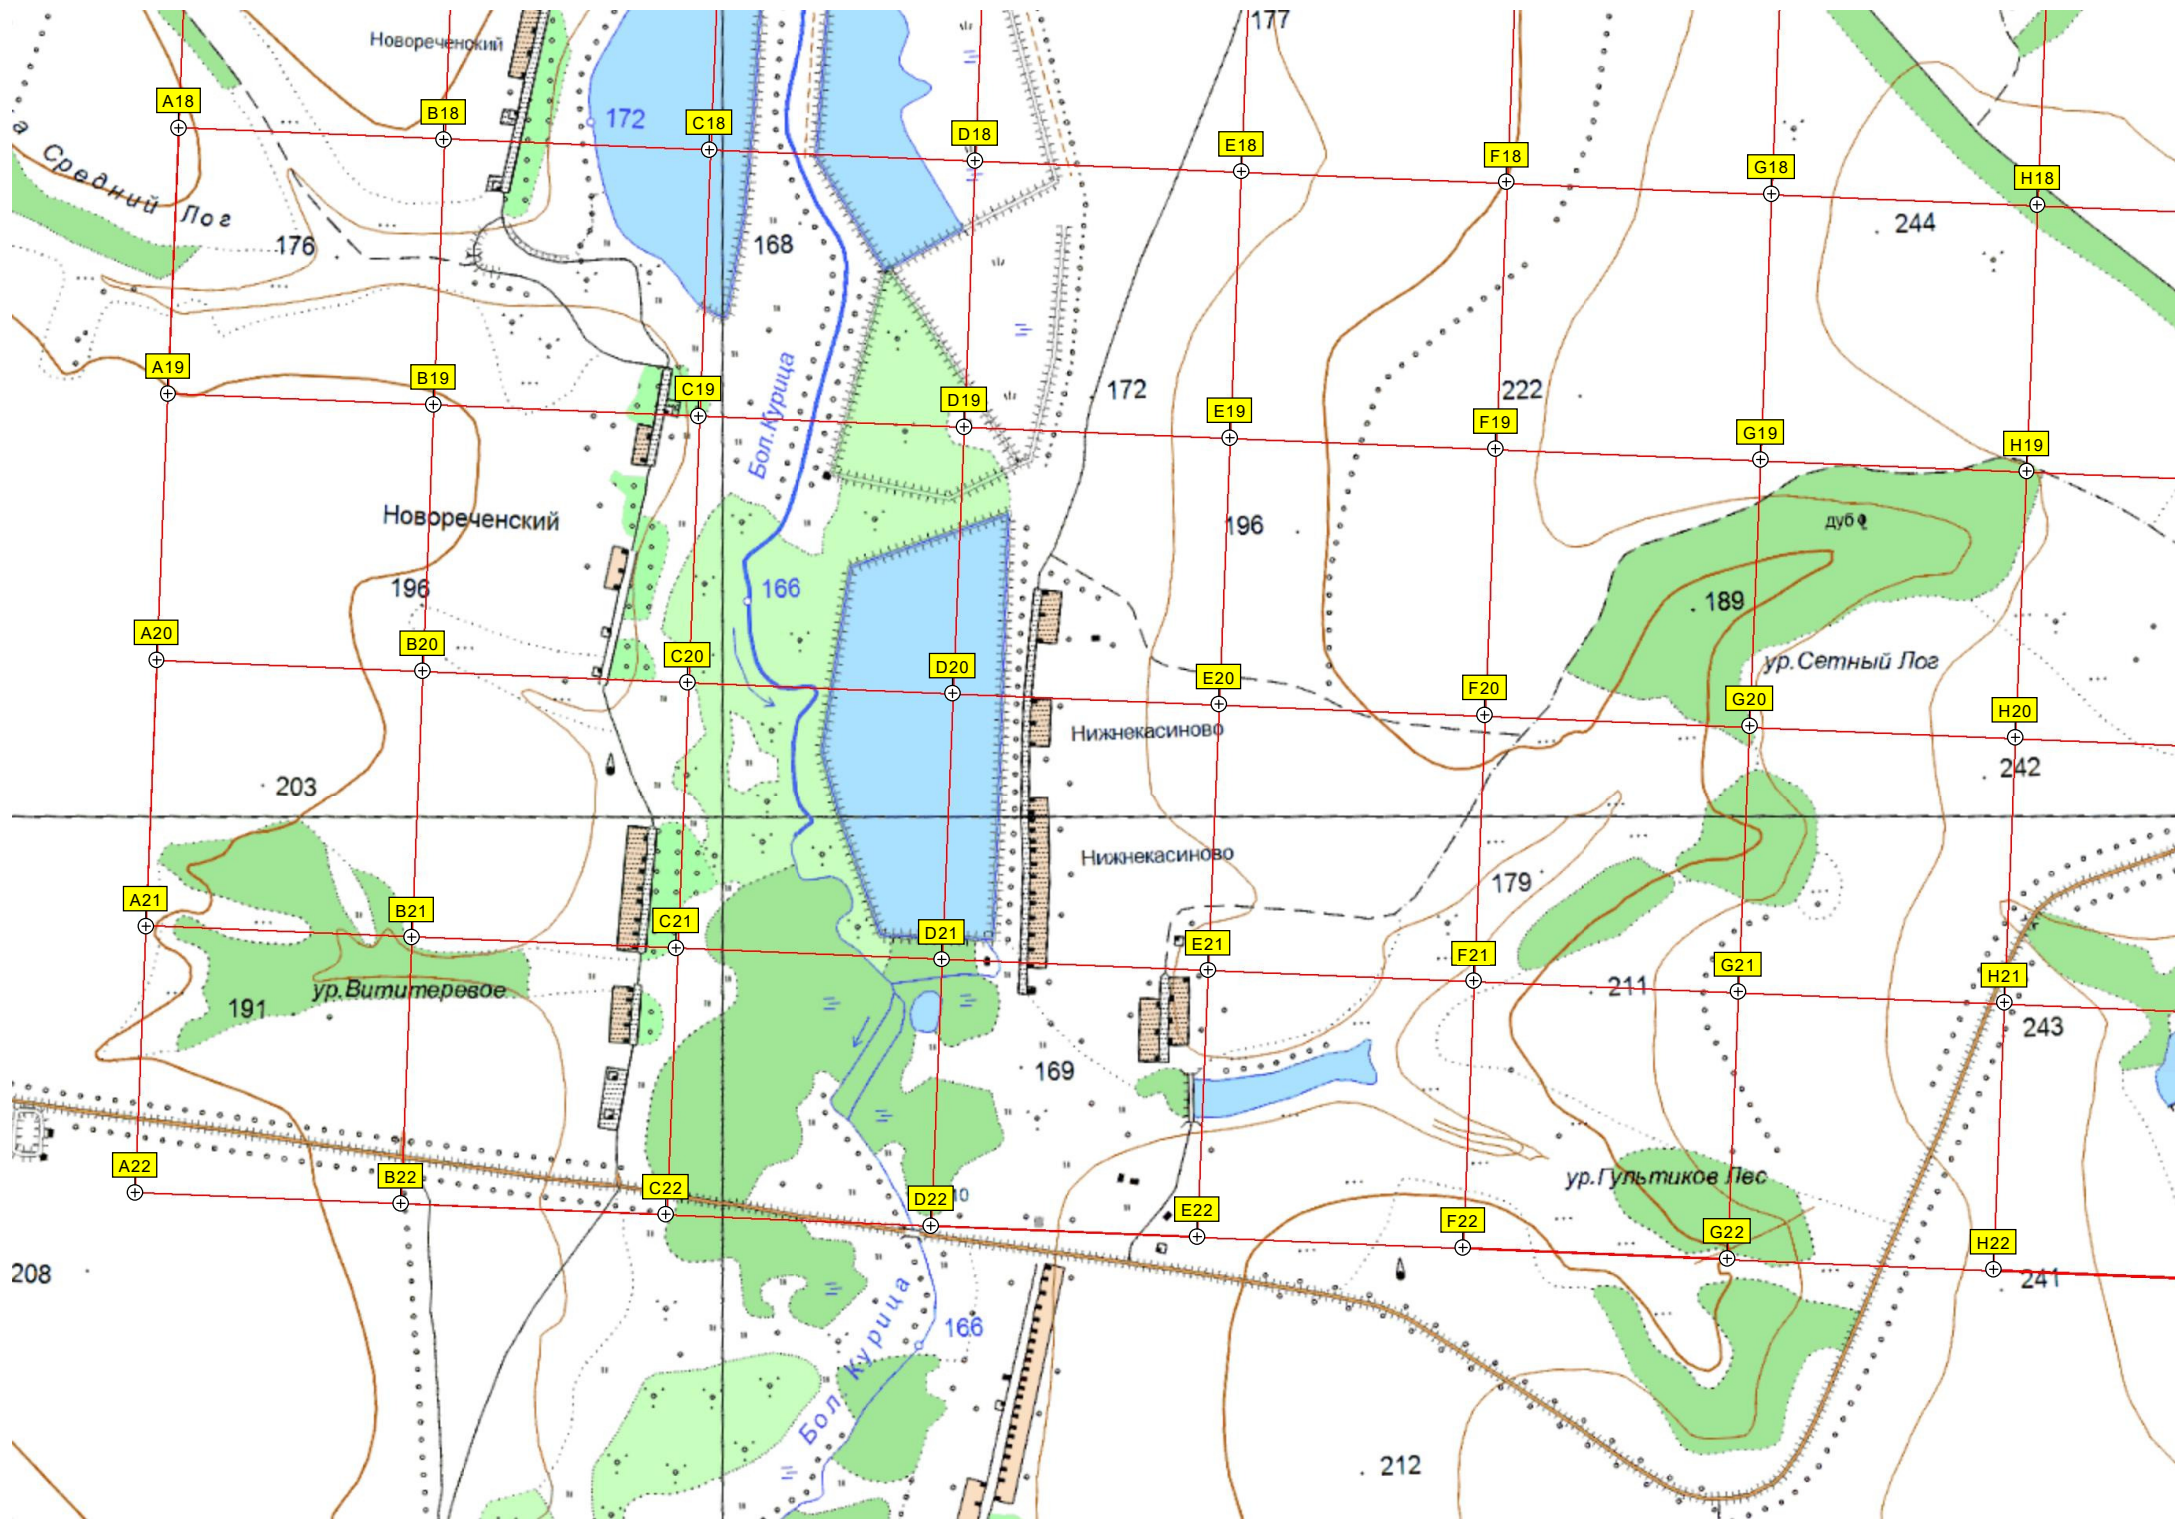 177
Новореченский
A18
B18
C18
D18
E18
F18
G18
H18
172
а Средний Лог
176
168
244
A19
B19
C19
D19
E19
F19
G19
H19
Бол.Курица
172
222
Новореченский
196
166
196
дуб
189
ур.Сетный Лог
A20
B20
C20
D20
E20
F20
G20
H20
Нижнекасиново
203
242
Нижнекасиново
179
A21
B21
C21
D21
E21
F21
G21
H21
ур.Вититеревое
191
211
243
169
A22
B22
C22
D22
10
E22
F22
G22
H22
ур.Гультиков Лес
208
241
Бол Курица
166
212